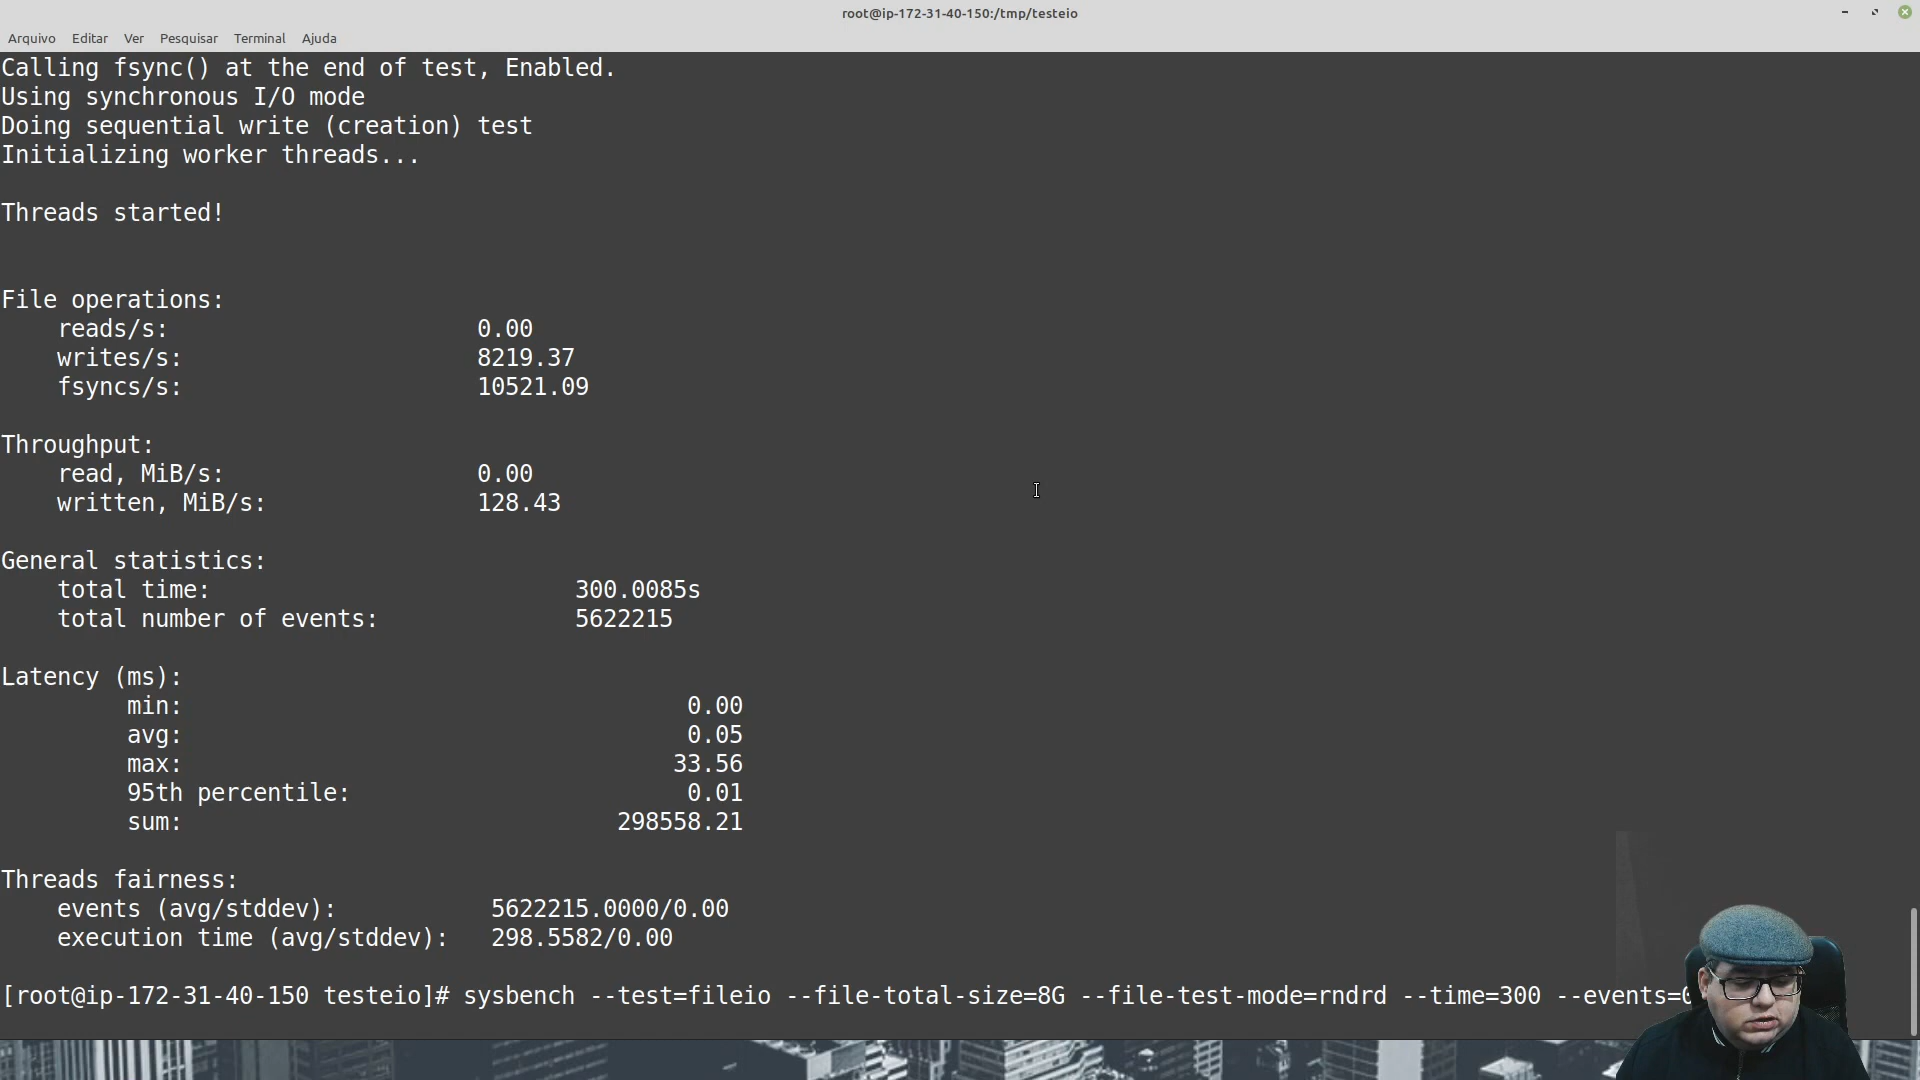 root@ip-172-31-40-150:/tmp/testeio
Arquivo Editar Ver Pesquisar Terminal Ajuda
Calling fsync() at the end of test, Enabled.
Using synchronous I/O mode
Doing sequential write (creation) test
Initializing worker threads...
Threads started!
File operations:
reads/s: 0.00
writes/s: 8219.37
fsyncs/s: 10521.09
Throughput:
read, MiB/s: 0.00
written, MiB/s: 128.43
General statistics:
total time: 300.0085s
total number of events: 5622215
Latency (ms):
min: 0.00
avg: 0.05
max: 33.56
95th percentile: 0.01
sum: 298558.21
Threads fairness:
events (avg/stddev): 5622215.0000/0.00
execution time (avg/stddev): 298.5582/0.00
[root@ip-172-31-40-150 testeio]# sysbench --test=fileio --file-total-size=8G --file-test-mode=rndrd --time=300 --events=0